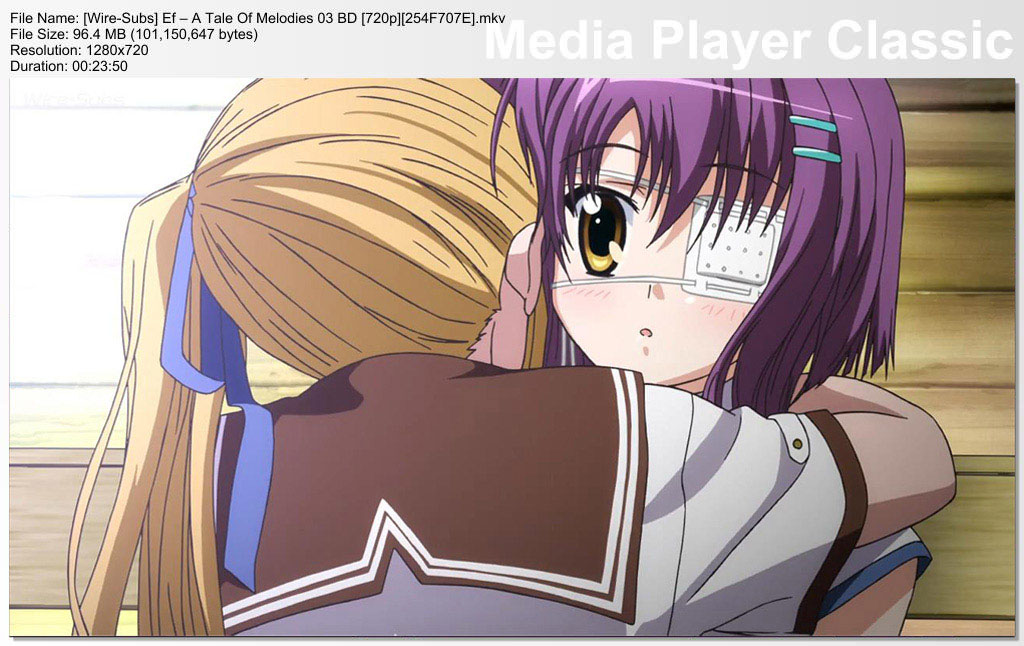 File Name: [Wire-Subs] Ef – A Tale Of Melodies 03 BD [720p][254F707E].mkv
File Size: 96.4 MB (101,150,647 bytes)
Resolution: 1280x720
Duration: 00:23:50
Media Player Classic
Wire-Subs